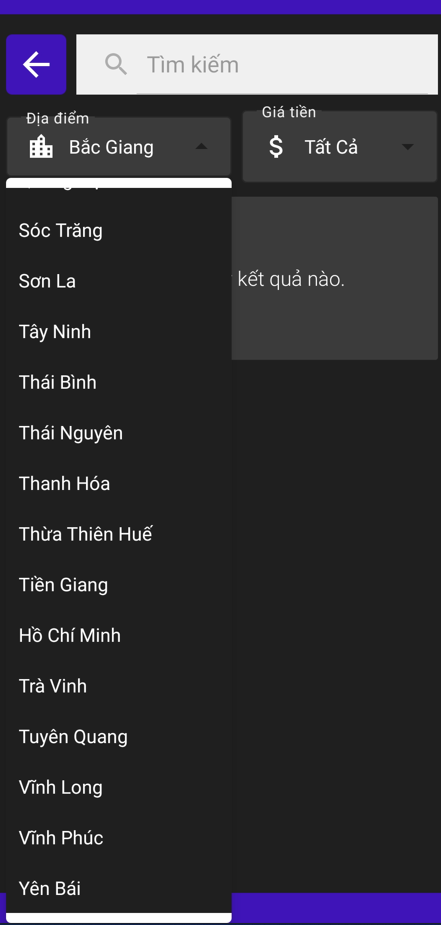 Tìm kiếm
Địa điểm
Giá tiền
Bắc Giang
Tất Cả
Sóc Trăng
kết quả nào.
Sơn La
Tây Ninh
Thái Bình
Thái Nguyên
Thanh Hóa
Thừa Thiên Huế
Tiền Giang
Hồ Chí Minh
Trà Vinh
Tuyên Quang
Vĩnh Long
Vĩnh Phúc
Yên Bái